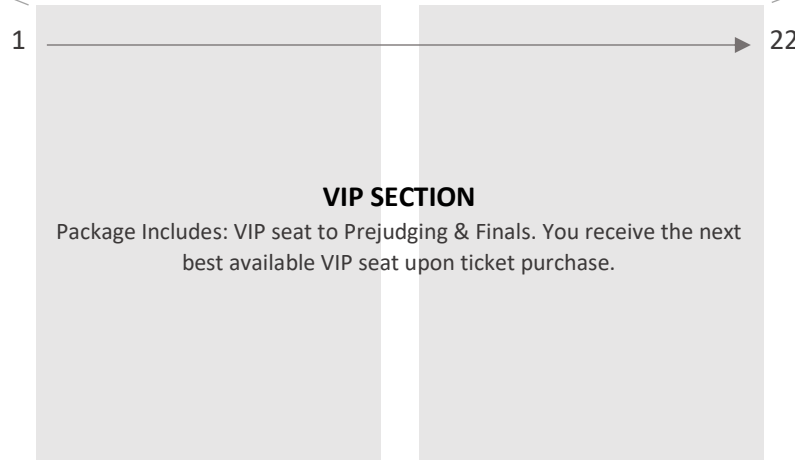 1 22
VIP SECTION
Package Includes: VIP seat to Prejudging & Finals. You receive the next
best available VIP seat upon ticket purchase.